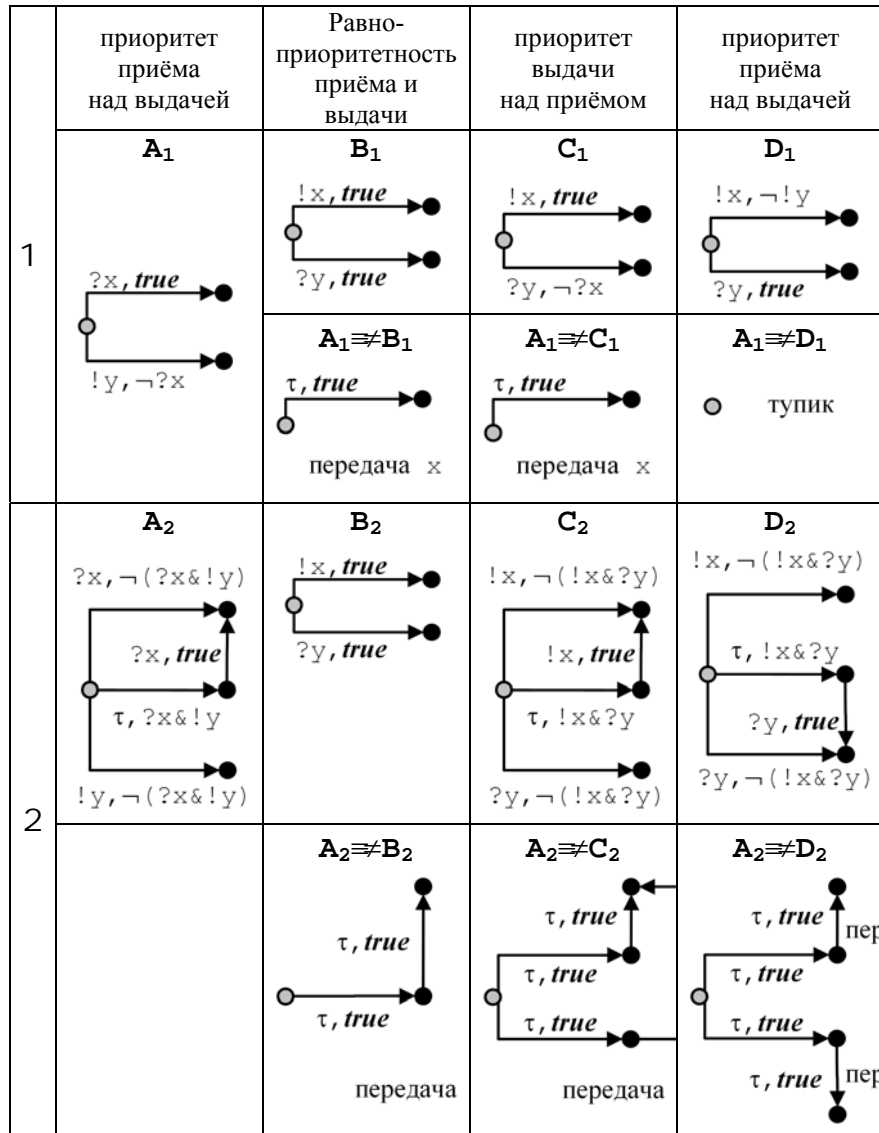 приоритет
приёма
над выдачей
Равно-
приоритетность
приёма и
выдачи
приоритет
выдачи
над приёмом
приоритет
приёма
над выдачей
1
A₁
?x,true
!y,¬?x
B₁
!x,true
?y,true
C₁
!x,true
?y,¬?x
D₁
!x,¬!y
?y,true
A₁≡≢B₁
τ,true
передача x
A₁≡≢C₁
τ,true
передача x
A₁≡≢D₁
тупик
2
A₂
?x,¬(?x&!y)
?x,true
τ,?x&!y
!y,¬(?x&!y)
B₂
!x,true
?y,true
C₂
!x,¬(!x&?y)
!x,true
τ,!x&?y
?y,¬(!x&?y)
D₂
!x,¬(!x&?y)
τ,!x&?y
?y,true
?y,¬(!x&?y)
A₂≡≢B₂
τ,true
τ,true
передача
A₂≡≢C₂
τ,true
τ,true
τ,true
передача
A₂≡≢D₂
τ,true пер
τ,true
τ,true
τ,true пер